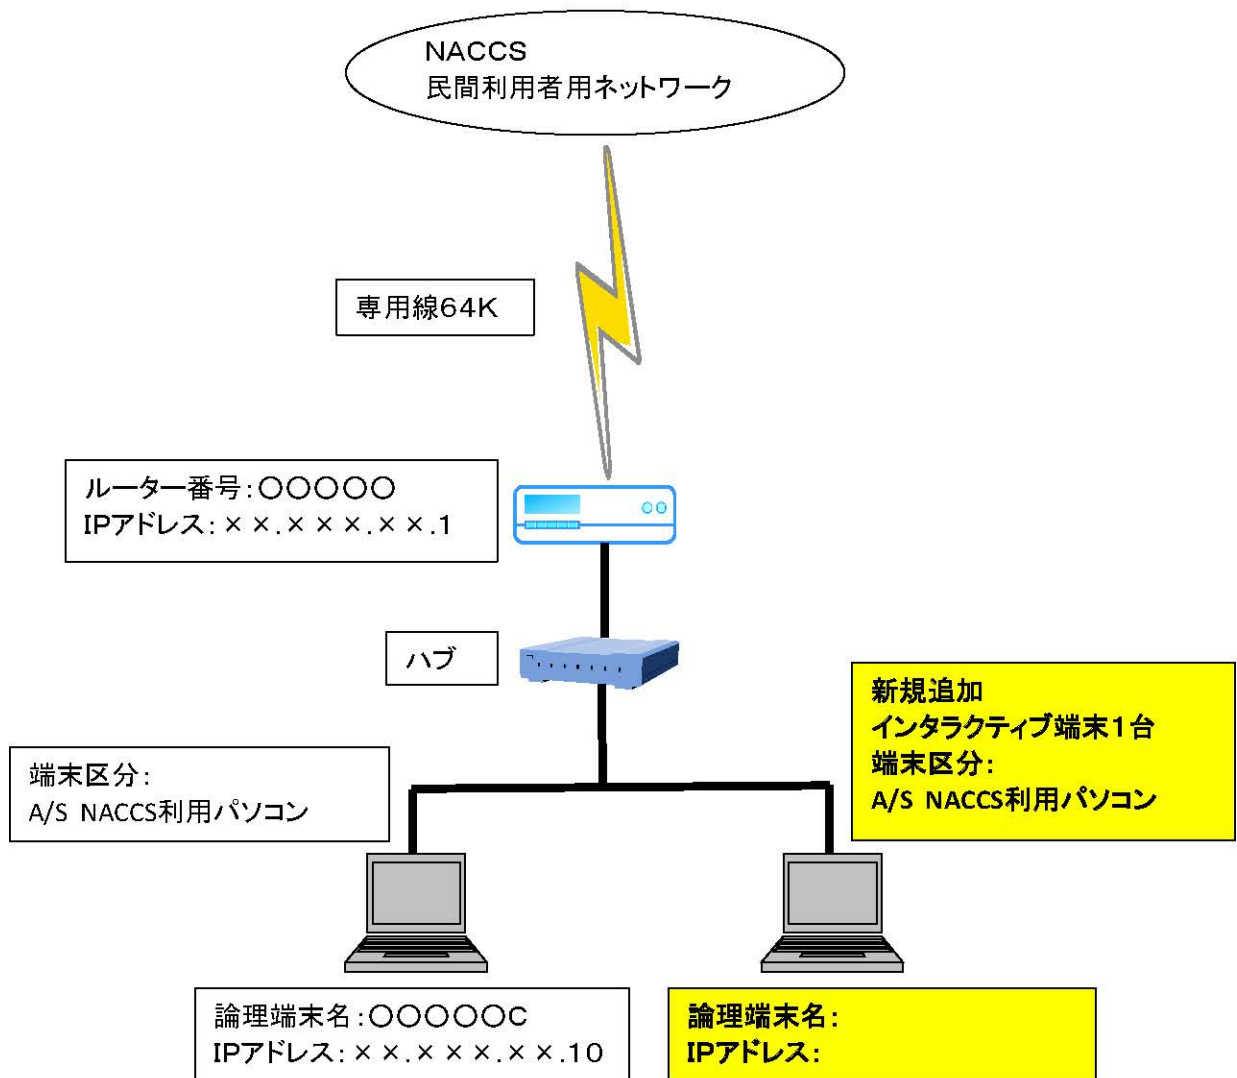 NACCS
民間利用者用ネットワーク
専用線64K
ルーター番号:○○○○○
IPアドレス:××.×××.××.1
ハブ
新規追加
インタラクティブ端末1台
端末区分:
A/S NACCS利用パソコン
端末区分:
A/S NACCS利用パソコン
論理端末名:○○○○○C
IPアドレス:××.×××.××.10
論理端末名:
IPアドレス: